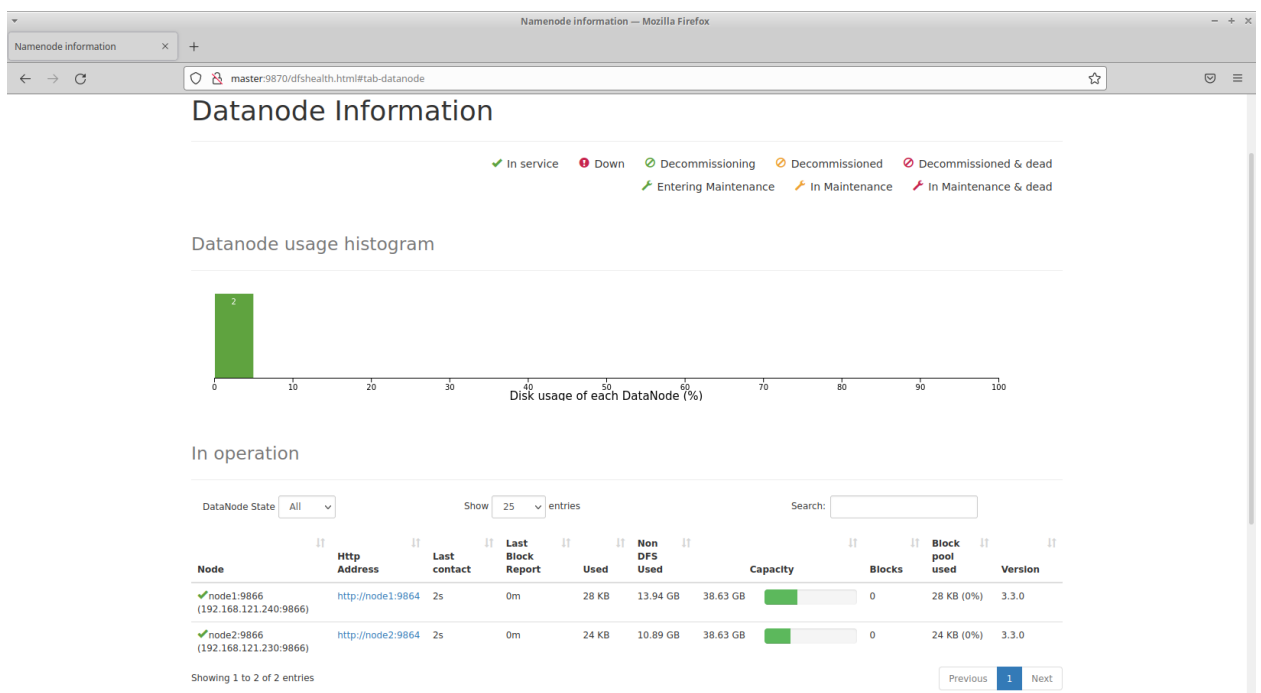 Namenode information — Mozilla Firefox
Namenode information
master:9870/dfshealth.html#tab-datanode
Datanode Information
In service Down Decommissioning Decommissioned Decommissioned & dead
Entering Maintenance In Maintenance In Maintenance & dead
Datanode usage histogram
2
0 10 20 30 40 50 60 70 80 90 100
Disk usage of each DataNode (%)
In operation
DataNode State All Show 25 entries Search:
Node Http Address Last contact Last Block Report Used Non DFS Used Capacity Blocks Block pool used Version
node1:9866 http://node1:9864 2s 0m 28 KB 13.94 GB 38.63 GB 0 28 KB (0%) 3.3.0
(192.168.121.240:9866)
node2:9866 http://node2:9864 2s 0m 24 KB 10.89 GB 38.63 GB 0 24 KB (0%) 3.3.0
(192.168.121.230:9866)
Showing 1 to 2 of 2 entries Previous 1 Next